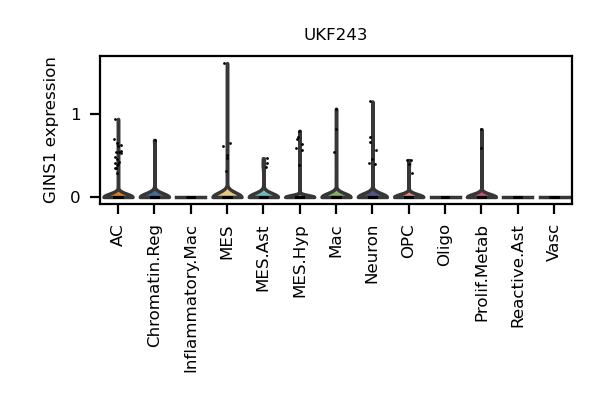 UKF243
GINS1 expression
1
0
AC
Chromatin.Reg
Inflammatory.Mac
MES
MES.Ast
MES.Hyp
Mac
Neuron
OPC
Oligo
Prolif.Metab
Reactive.Ast
Vasc